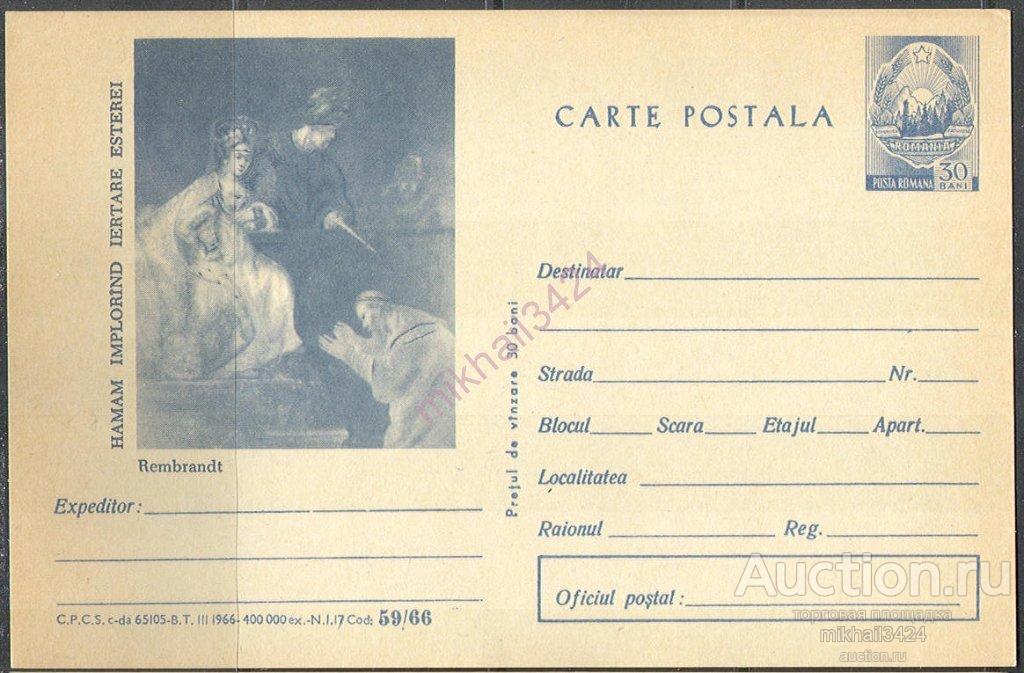 HAMAM IMPLORÎND IERTARE ESTEREI
Rembrandt
Expeditor:
C.P.C.S. c-da 65105-B.T. III 1966- 400 000 ex.-N.I.17 Cod: 59/66
Prețul de vînzare 30 bani
CARTE POSTALA
ROMANIA
POSTA ROMANA 30 BANI
Destinatar
Strada Nr.
Blocul Scara Etajul Apart.
Localitatea
Raionul Reg.
Oficiul poștal:
mikhail3424
Auction.ru
торговая площадка
mikhail3424
auction.ru